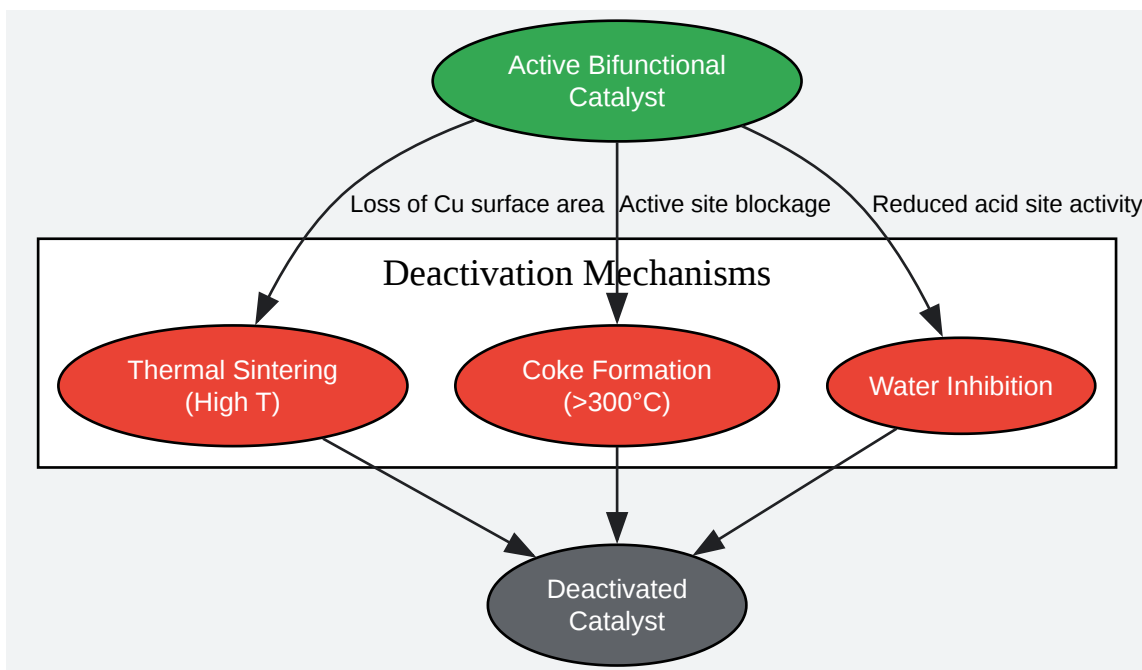 Active Bifunctional
Catalyst
Loss of Cu surface area
Active site blockage
Reduced acid site activity
Deactivation Mechanisms
Thermal Sintering
(High T)
Coke Formation
(>300°C)
Water Inhibition
Deactivated
Catalyst